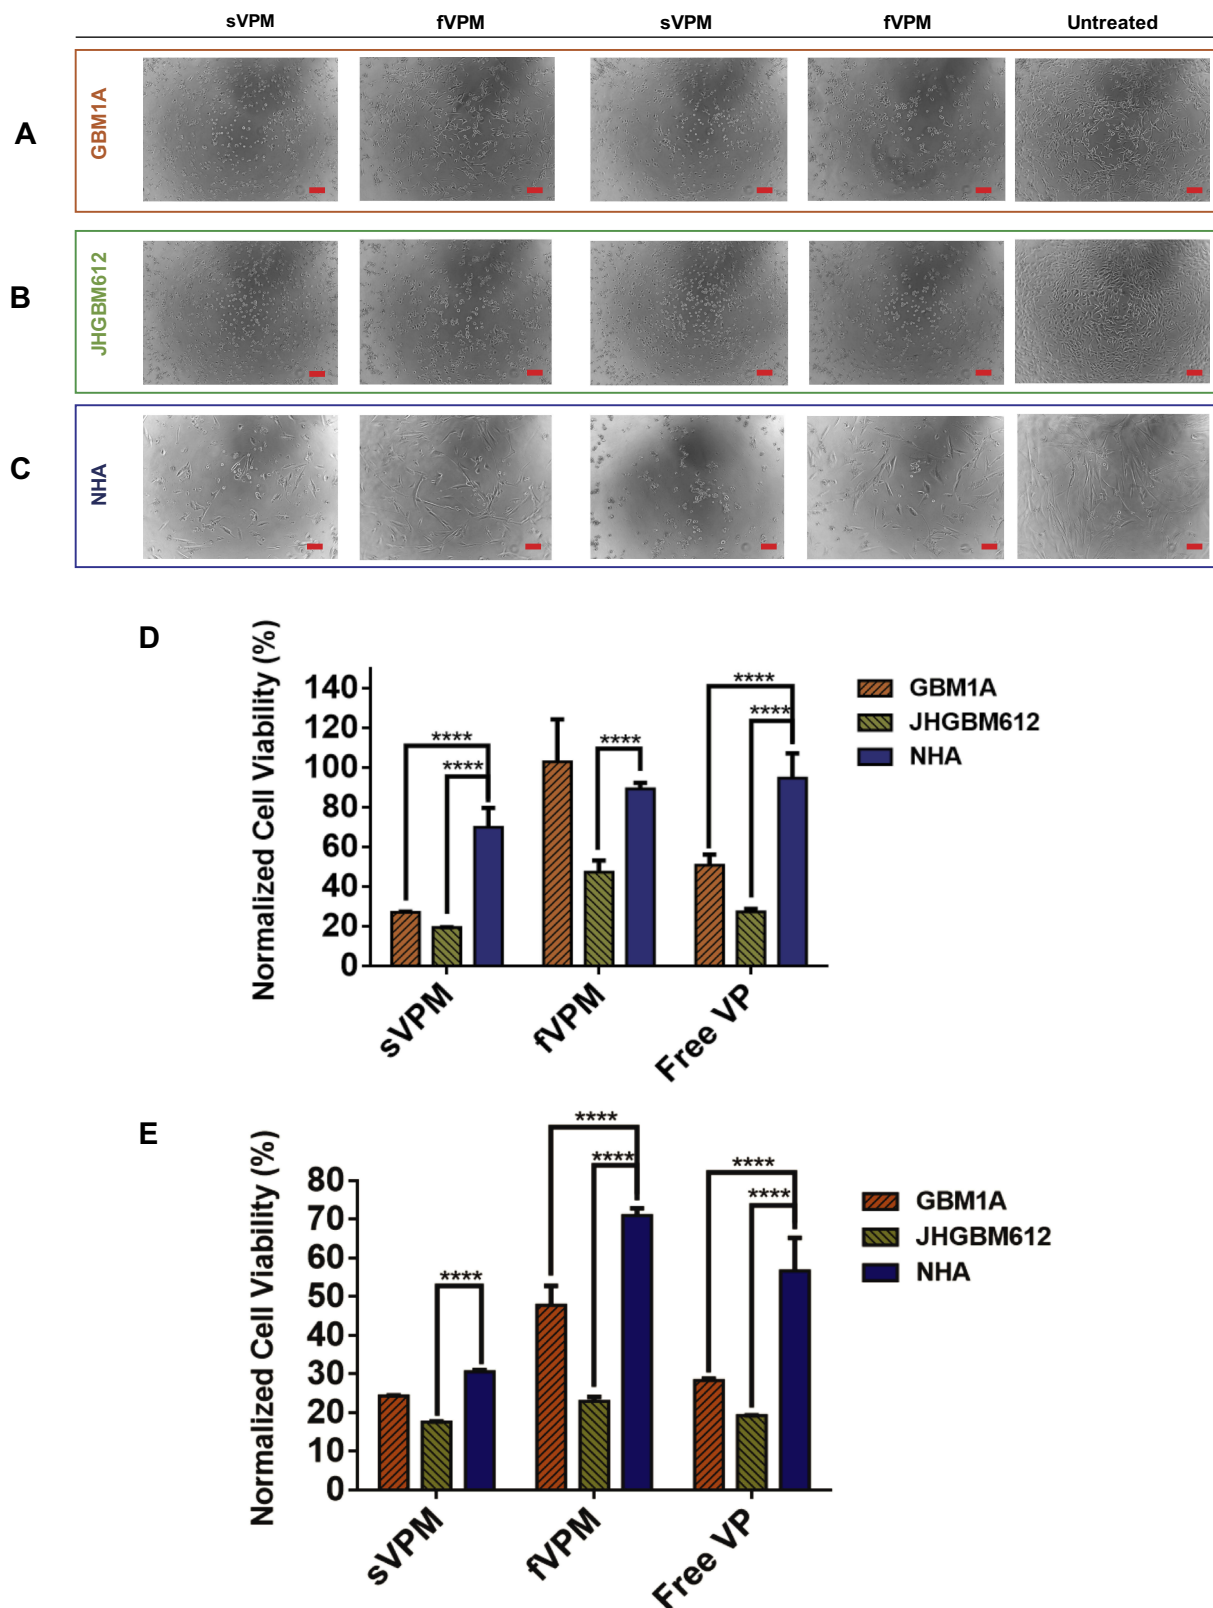 sVPM fVPM sVPM fVPM Untreated
A
GBM1A
B
JHGBM612
C
NHA
D
Normalized Cell Viability (%)
140
120
100
80
60
40
20
0
****
****
****
****
****
sVPM
fVPM
Free VP
GBM1A
JHGBM612
NHA
E
Normalized Cell Viability (%)
80
70
60
50
40
30
20
10
0
****
****
****
****
****
sVPM
fVPM
Free VP
GBM1A
JHGBM612
NHA